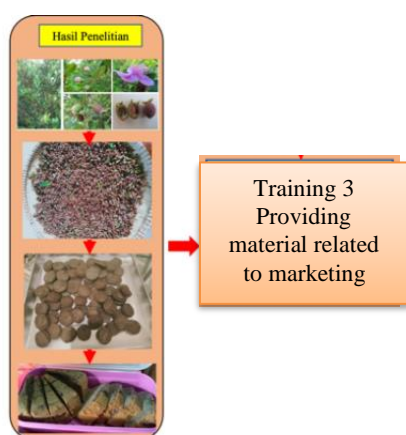 Hasil Penelitian
Training 3
Providing
material related
to marketing